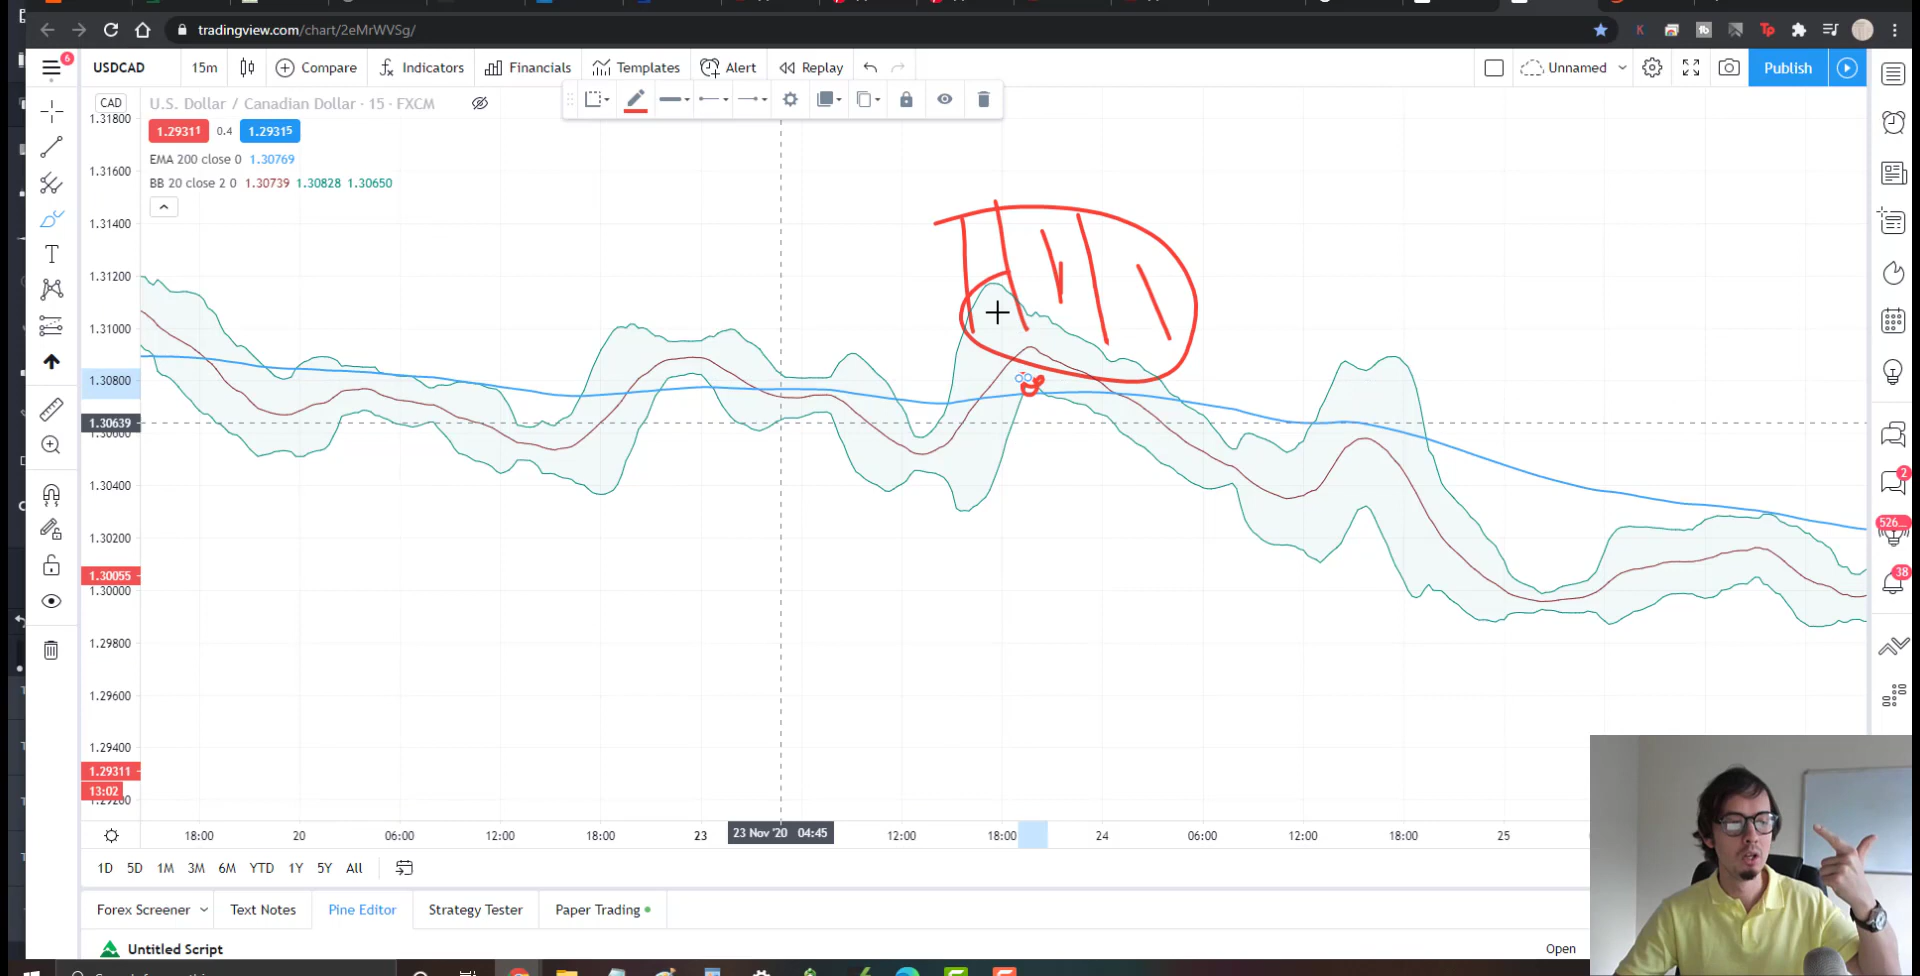 tradingview.com/chart/2eMrWVSg/
6
USDCAD 15m Compare Indicators Financials Templates Alert Replay Unnamed Publish
CAD U.S. Dollar / Canadian Dollar · 15 · FXCM
1.29311 0.4 1.29315
EMA 200 close 0 1.30769
BB 20 close 2 0 1.30739 1.30828 1.30650
1.31800
1.31600
1.31400
1.31200
1.31000
1.30800
1.30639
1.30600
1.30400
1.30200
1.30055
1.30000
1.29800
1.29600
1.29400
1.29311
13:02
1.29200
2
526...
38
18:00 20 06:00 12:00 18:00 23 23 Nov '20 04:45 12:00 18:00 24 06:00 12:00 18:00 25
1D 5D 1M 3M 6M YTD 1Y 5Y All
Forex Screener Text Notes Pine Editor Strategy Tester Paper Trading
Untitled Script Open